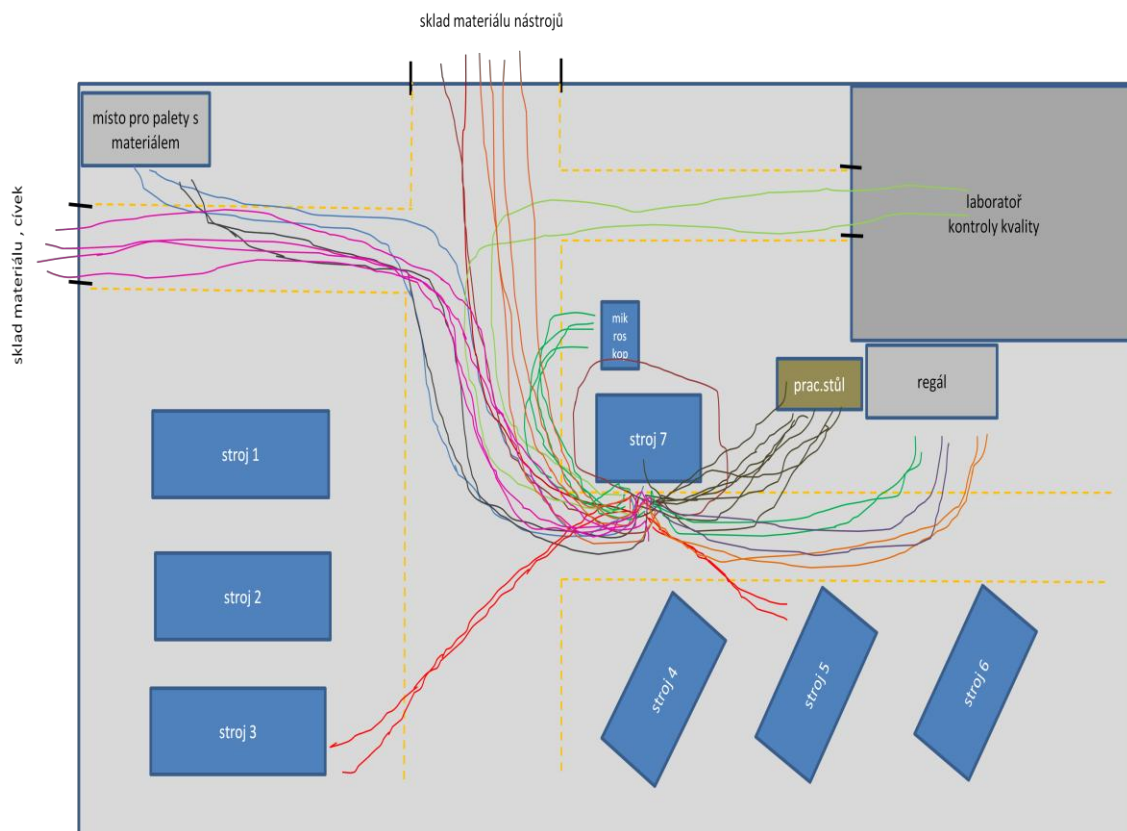 sklad materiálu nástrojů
místo pro palety s
materiálem
sklad materiálu , cívek
laboratoř
kontroly kvality
mik
ros
kop
prac.stůl
regál
stroj 7
stroj 1
stroj 2
stroj 3
stroj 4
stroj 5
stroj 6